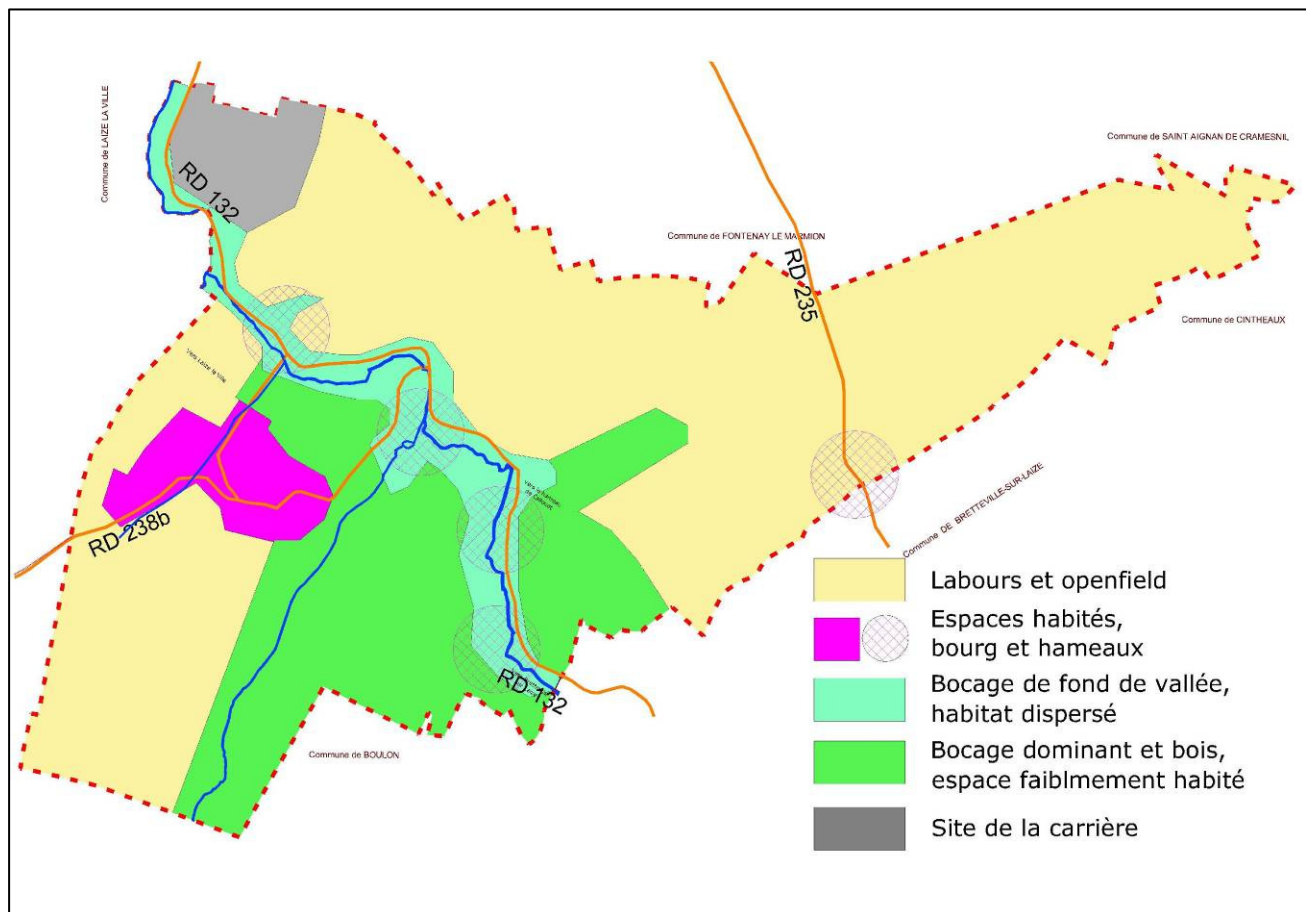 Commune de LAIZE LA VILLE
RD 132
Commune de SAINT AIGNAN DE CRAMESNIL
Commune de FONTENAY LE MARMION
RD 235
Commune de CINTHEAUX
Vers Laize la Ville
RD 238b
Commune DE BRETTEVILLE-SUR-LAIZE
RD 132
Commune de BOULON
Labours et openfield
Espaces habités,
bourg et hameaux
Bocage de fond de vallée,
habitat dispersé
Bocage dominant et bois,
espace faiblmement habité
Site de la carrière